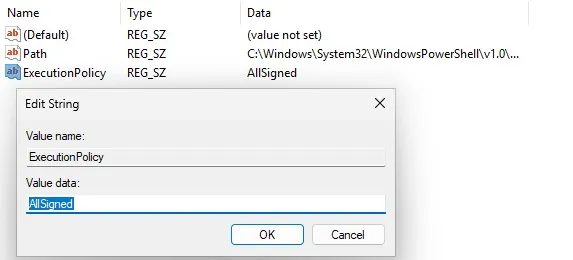 Name Type Data
(Default) REG_SZ (value not set)
Path REG_SZ C:\Windows\System32\WindowsPowerShell\v1.0\...
ExecutionPolicy REG_SZ AllSigned
Edit String
Value name:
ExecutionPolicy
Value data:
AllSigned
OK Cancel